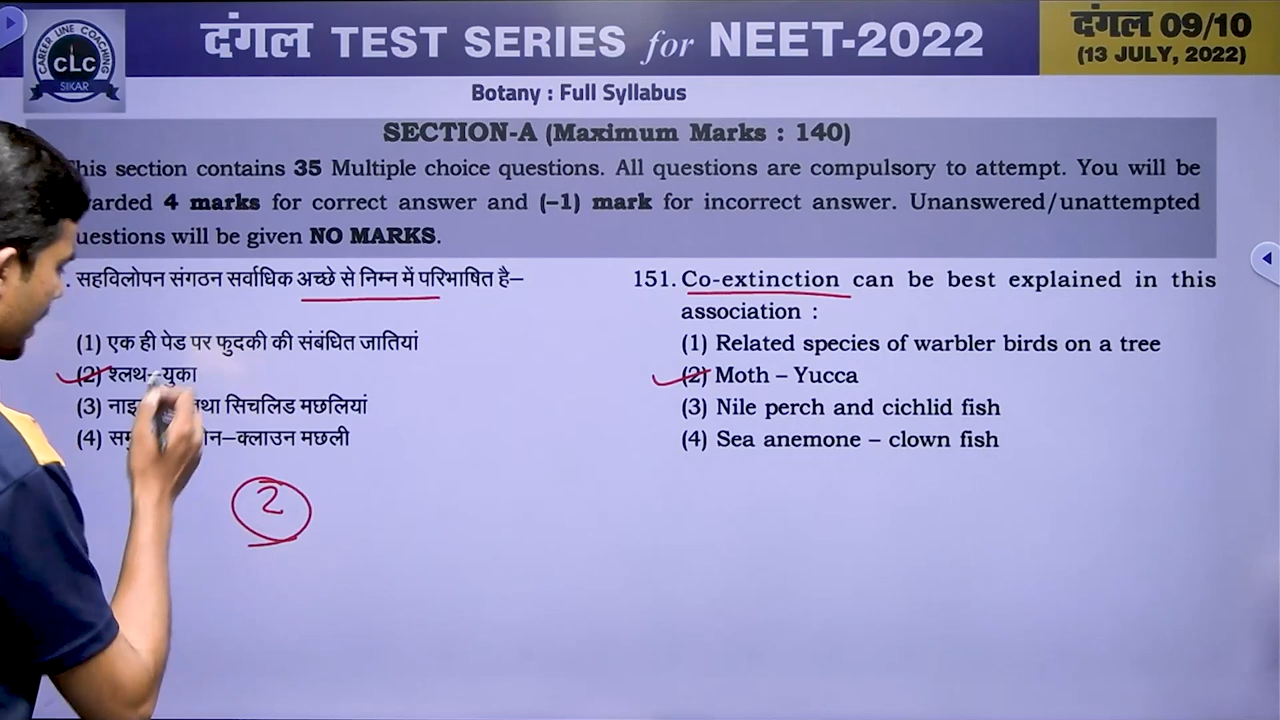 CAREER LINE COACHING
CLC
SIKAR
दंगल TEST SERIES for NEET-2022
दंगल 09/10
(13 JULY, 2022)
Botany : Full Syllabus
SECTION-A (Maximum Marks : 140)
his section contains 35 Multiple choice questions. All questions are compulsory to attempt. You will be
arded 4 marks for correct answer and (–1) mark for incorrect answer. Unanswered/unattempted
uestions will be given NO MARKS.
. सहविलोपन संगठन सर्वाधिक अच्छे से निम्न में परिभाषित है–
(1) एक ही पेड पर फुदकी की संबंधित जातियां
(2) श्लथ–युका
(3) तथा सिचलिड मछलियां
(4) –क्लाउन मछली
2
151. Co-extinction can be best explained in this
association :
(1) Related species of warbler birds on a tree
(2) Moth – Yucca
(3) Nile perch and cichlid fish
(4) Sea anemone – clown fish